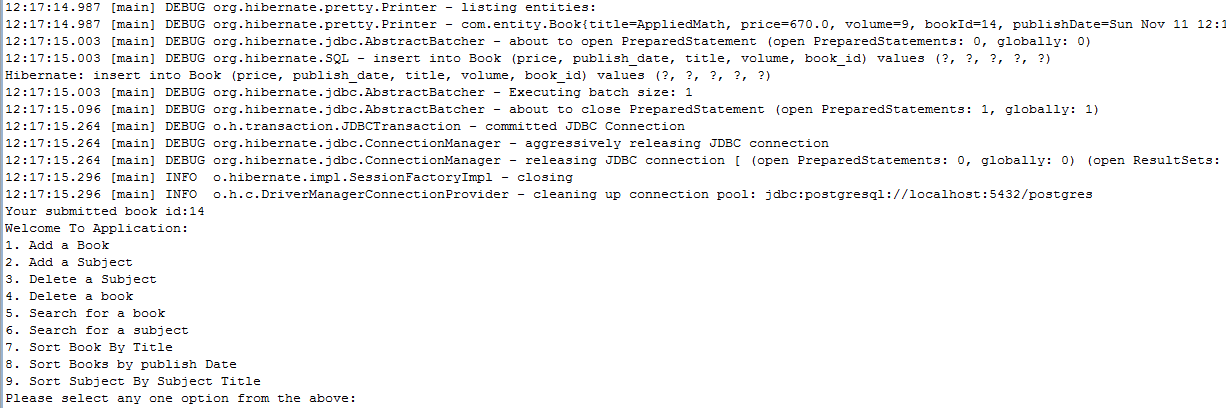 12:17:14.987 [main] DEBUG org.hibernate.pretty.Printer - listing entities:
12:17:14.987 [main] DEBUG org.hibernate.pretty.Printer - com.entity.Book{title=AppliedMath, price=670.0, volume=9, bookId=14, publishDate=Sun Nov 11 12:1
12:17:15.003 [main] DEBUG org.hibernate.jdbc.AbstractBatcher - about to open PreparedStatement (open PreparedStatements: 0, globally: 0)
12:17:15.003 [main] DEBUG org.hibernate.SQL - insert into Book (price, publish_date, title, volume, book_id) values (?, ?, ?, ?, ?)
Hibernate: insert into Book (price, publish_date, title, volume, book_id) values (?, ?, ?, ?, ?)
12:17:15.003 [main] DEBUG org.hibernate.jdbc.AbstractBatcher - Executing batch size: 1
12:17:15.096 [main] DEBUG org.hibernate.jdbc.AbstractBatcher - about to close PreparedStatement (open PreparedStatements: 1, globally: 1)
12:17:15.264 [main] DEBUG o.h.transaction.JDBCTransaction - committed JDBC Connection
12:17:15.264 [main] DEBUG org.hibernate.jdbc.ConnectionManager - aggressively releasing JDBC connection
12:17:15.264 [main] DEBUG org.hibernate.jdbc.ConnectionManager - releasing JDBC connection [ (open PreparedStatements: 0, globally: 0) (open ResultSets:
12:17:15.296 [main] INFO  o.hibernate.impl.SessionFactoryImpl - closing
12:17:15.296 [main] INFO  o.h.c.DriverManagerConnectionProvider - cleaning up connection pool: jdbc:postgresql://localhost:5432/postgres
Your submitted book id:14
Welcome To Application:
1. Add a Book
2. Add a Subject
3. Delete a Subject
4. Delete a book
5. Search for a book
6. Search for a subject
7. Sort Book By Title
8. Sort Books by publish Date
9. Sort Subject By Subject Title
Please select any one option from the above: